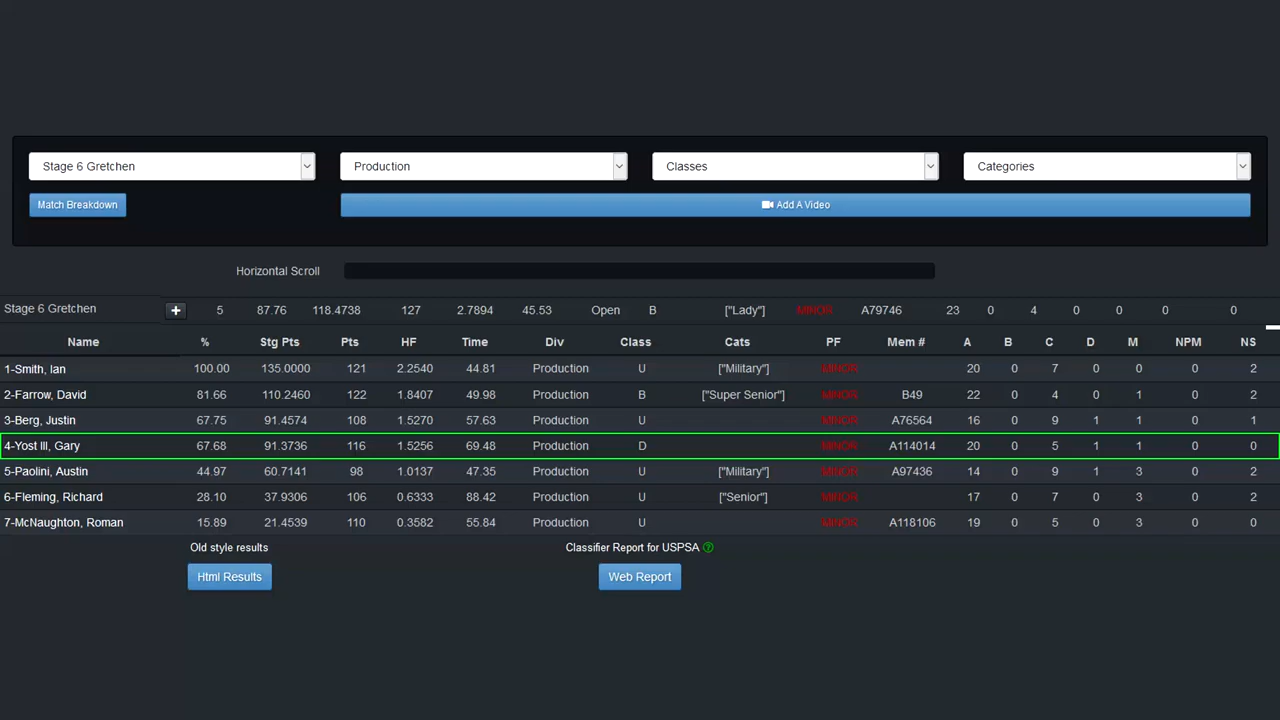 Stage 6 Gretchen Production Classes Categories
Match Breakdown Add A Video
Horizontal Scroll
Stage 6 Gretchen + 5 87.76 118.4738 127 2.7894 45.53 Open B ["Lady"] MINOR A79746 23 0 4 0 0 0 0
Name % Stg Pts Pts HF Time Div Class Cats PF Mem # A B C D M NPM NS
1-Smith, Ian 100.00 135.0000 121 2.2540 44.81 Production U ["Military"] MINOR 20 0 7 0 0 0 2
2-Farrow, David 81.66 110.2460 122 1.8407 49.98 Production B ["Super Senior"] MINOR B49 22 0 4 0 1 0 2
3-Berg, Justin 67.75 91.4574 108 1.5270 57.63 Production U MINOR A76564 16 0 9 1 1 0 1
4-Yost III, Gary 67.68 91.3736 116 1.5256 69.48 Production D MINOR A114014 20 0 5 1 1 0 0
5-Paolini, Austin 44.97 60.7141 98 1.0137 47.35 Production U ["Military"] MINOR A97436 14 0 9 1 3 0 2
6-Fleming, Richard 28.10 37.9306 106 0.6333 88.42 Production U ["Senior"] MINOR 17 0 7 0 3 0 2
7-McNaughton, Roman 15.89 21.4539 110 0.3582 55.84 Production U MINOR A118106 19 0 5 0 3 0 0
Old style results Classifier Report for USPSA ?
Html Results Web Report